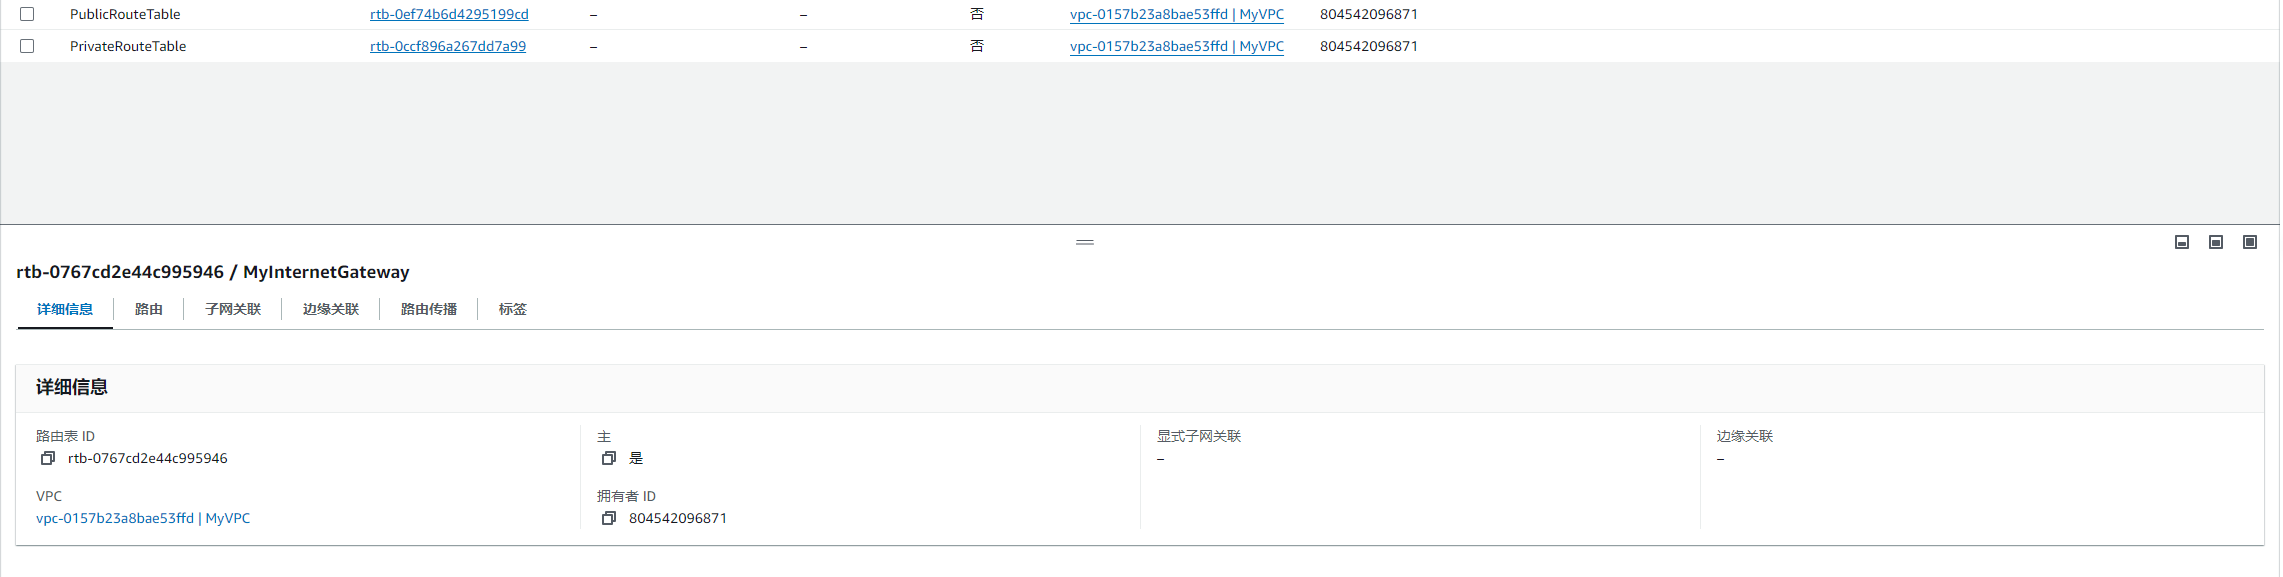 PublicRouteTable rtb-0ef74b6d4295199cd – – 否 vpc-0157b23a8bae53ffd | MyVPC 804542096871
PrivateRouteTable rtb-0ccf896a267dd7a99 – – 否 vpc-0157b23a8bae53ffd | MyVPC 804542096871
rtb-0767cd2e44c995946 / MyInternetGateway
详细信息 路由 子网关联 边缘关联 路由传播 标签
详细信息
路由表 ID 主 显式子网关联 边缘关联
rtb-0767cd2e44c995946 是 – –
VPC 拥有者 ID
vpc-0157b23a8bae53ffd | MyVPC 804542096871